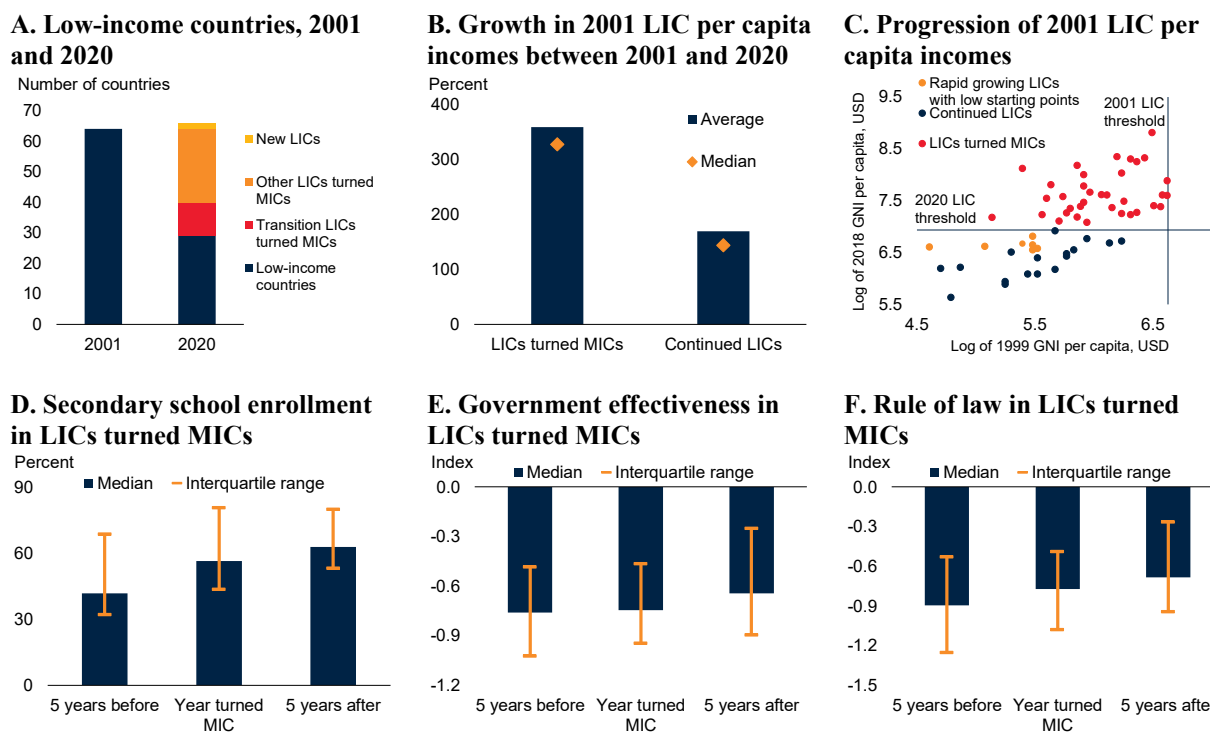 A. Low-income countries, 2001
and 2020
Number of countries
70
60
50
40
30
20
10
0
2001
2020
New LICs
Other LICs turned
MICs
Transition LICs
turned MICs
Low-income
countries
B. Growth in 2001 LIC per capita
incomes between 2001 and 2020
Percent
400
300
200
100
0
LICs turned MICs
Continued LICs
Average
Median
C. Progression of 2001 LIC per
capita incomes
Log of 2018 GNI per capita, USD
9.5
8.5
7.5
6.5
5.5
Rapid growing LICs
with low starting points
Continued LICs
LICs turned MICs
2001 LIC
threshold
2020 LIC
threshold
4.5
5.5
6.5
Log of 1999 GNI per capita, USD
D. Secondary school enrollment
in LICs turned MICs
Percent
90
60
30
0
Median
Interquartile range
5 years before
Year turned
MIC
5 years after
E. Government effectiveness in
LICs turned MICs
Index
Median
Interquartile range
0.0
-0.3
-0.6
-0.9
-1.2
5 years before
Year turned
MIC
5 years after
F. Rule of law in LICs turned
MICs
Index
Median
Interquartile range
0.0
-0.3
-0.6
-0.9
-1.2
-1.5
5 years before
Year turned
MIC
5 years after